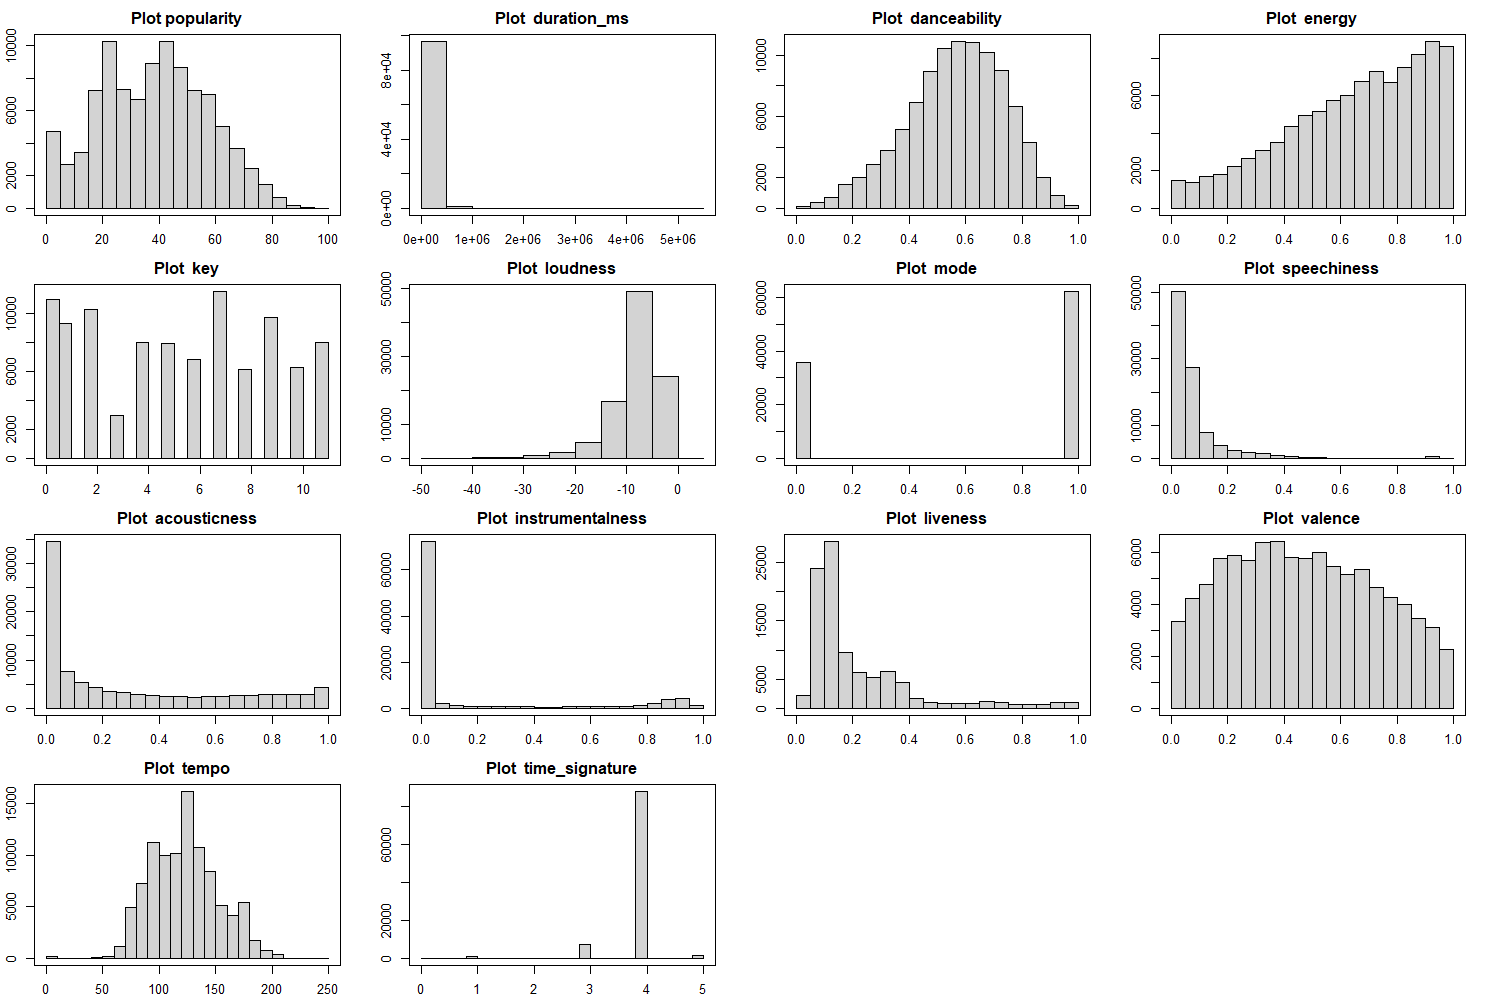 Plot popularity
10000
6000
2000
0
0 20 40 60 80 100
Plot duration_ms
8e+04
4e+04
0e+00
0e+00 1e+06 2e+06 3e+06 4e+06 5e+06
Plot danceability
10000
6000
2000
0
0.0 0.2 0.4 0.6 0.8 1.0
Plot energy
6000
2000
0
0.0 0.2 0.4 0.6 0.8 1.0
Plot key
10000
6000
2000
0
0 2 4 6 8 10
Plot loudness
50000
30000
10000
0
-50 -40 -30 -20 -10 0
Plot mode
60000
40000
20000
0
0.0 0.2 0.4 0.6 0.8 1.0
Plot speechiness
50000
30000
10000
0
0.0 0.2 0.4 0.6 0.8 1.0
Plot acousticness
30000
20000
10000
0
0.0 0.2 0.4 0.6 0.8 1.0
Plot instrumentalness
60000
40000
20000
0
0.0 0.2 0.4 0.6 0.8 1.0
Plot liveness
25000
15000
5000
0
0.0 0.2 0.4 0.6 0.8 1.0
Plot valence
6000
4000
2000
0
0.0 0.2 0.4 0.6 0.8 1.0
Plot tempo
15000
10000
5000
0
0 50 100 150 200 250
Plot time_signature
60000
20000
0
0 1 2 3 4 5